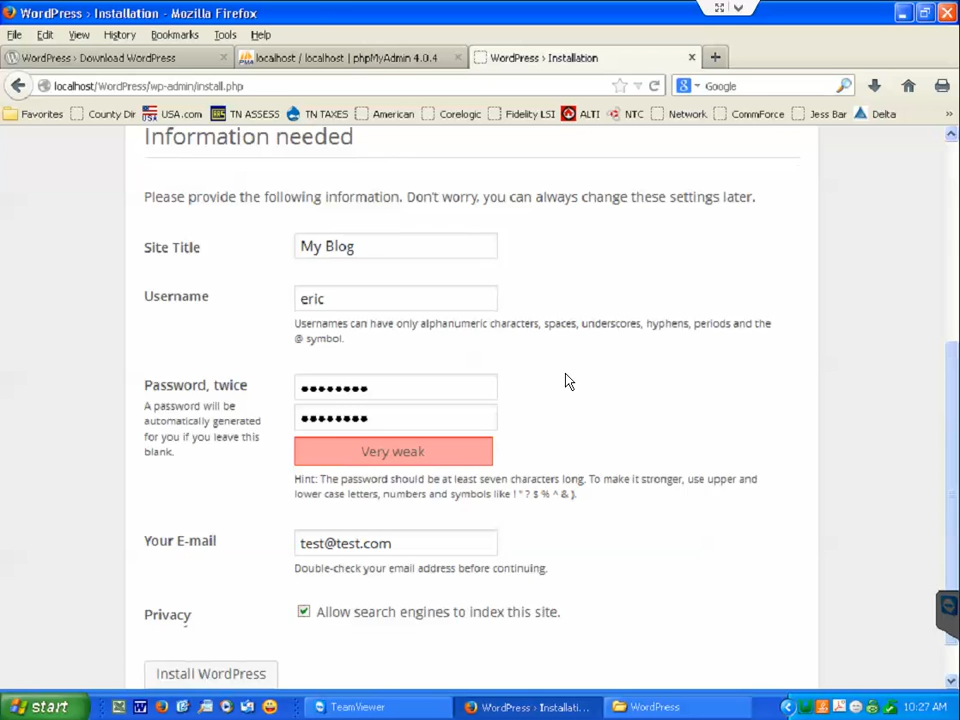 WordPress › Installation - Mozilla Firefox
File Edit View History Bookmarks Tools Help
WordPress › Download WordPress
localhost / localhost | phpMyAdmin 4.0.4
WordPress › Installation
localhost/WordPress/wp-admin/install.php
Google
Favorites County Dir USA.com TN ASSESS TN TAXES American Corelogic Fidelity LSI ALTI NTC Network CommForce Jess Bar Delta »
Information needed
Please provide the following information. Don't worry, you can always change these settings later.
Site Title
My Blog
Username
eric
Usernames can have only alphanumeric characters, spaces, underscores, hyphens, periods and the
@ symbol.
Password, twice
A password will be
automatically generated
for you if you leave this
blank.
••••••••
••••••••
Very weak
Hint: The password should be at least seven characters long. To make it stronger, use upper and
lower case letters, numbers and symbols like ! " ? $ % ^ & ).
Your E-mail
test@test.com
Double-check your email address before continuing.
Privacy
Allow search engines to index this site.
Install WordPress
start
TeamViewer
WordPress › Installati...
WordPress
10:27 AM